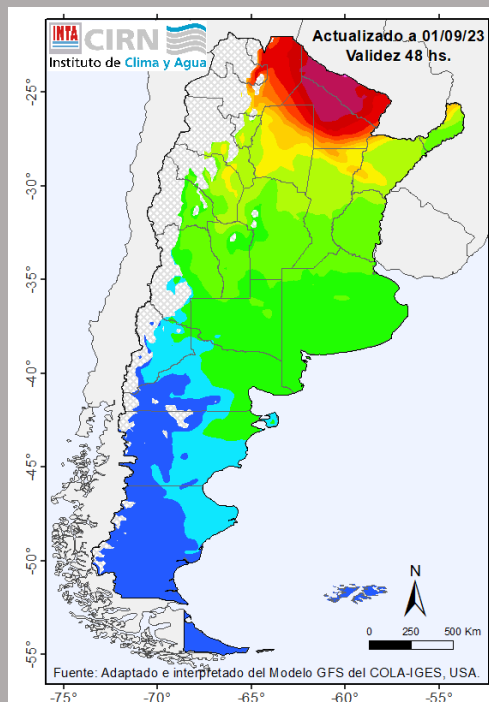 INTA CIRN
Instituto de Clima y Agua
Actualizado a 01/09/23
Validez 48 hs.
-25°
-30°
-35°
-40°
-45°
-50°
-55°
N
0 250 500 Km
Fuente: Adaptado e interpretado del Modelo GFS del COLA-IGES, USA.
-75° -70° -65° -60° -55°